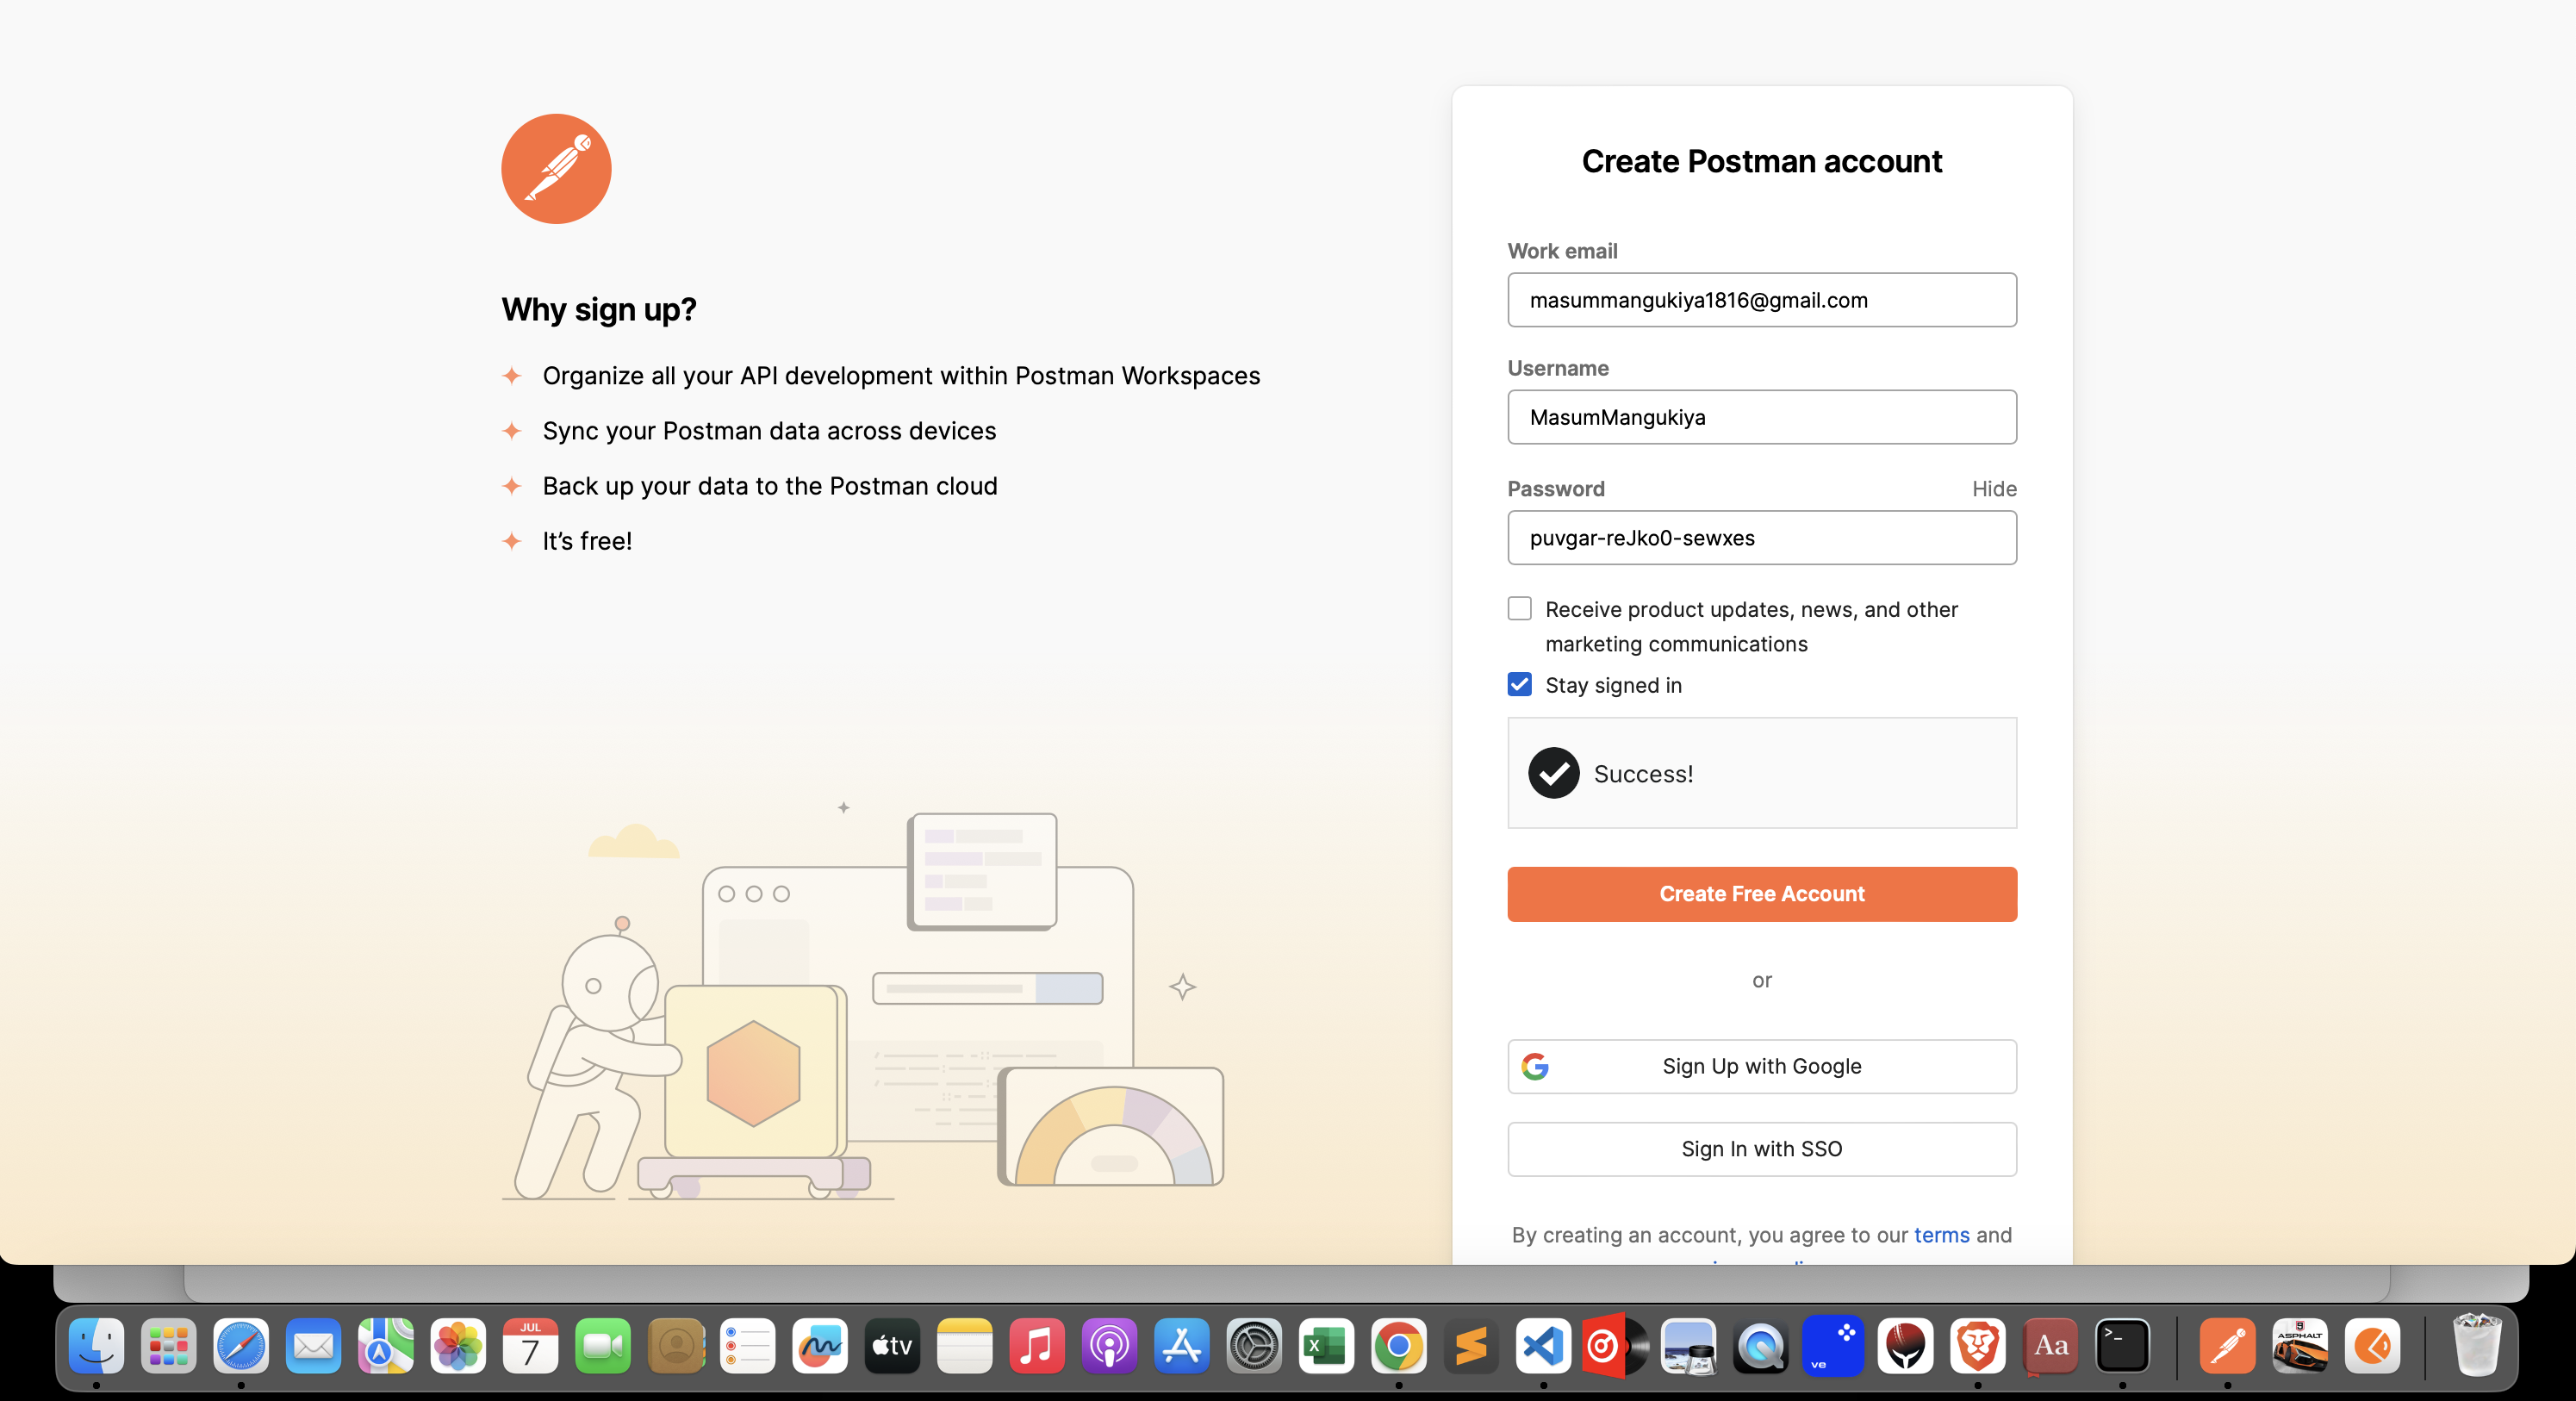 Why sign up?
Organize all your API development within Postman Workspaces
Sync your Postman data across devices
Back up your data to the Postman cloud
It's free!
Create Postman account
Work email
masummangukiya1816@gmail.com
Username
MasumMangukiya
Password Hide
puvgar-reJko0-sewxes
Receive product updates, news, and other
marketing communications
Stay signed in
Success!
Create Free Account
or
Sign Up with Google
Sign In with SSO
By creating an account, you agree to our terms and
JUL
7
tv
X
ve
Aa
>_
ASPHALT